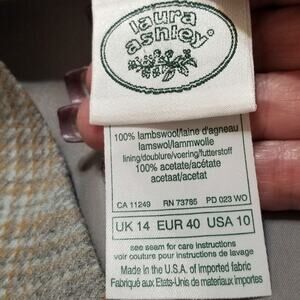 laura
ashley®
100% lambswool/laine d'agneau
lamswol/lammwolle
lining/doublure/voering/futterstoff
100% acetate/acétate
acetaat/acetat
CA 11249 RN 73785 PD 023 WO
UK 14 EUR 40 USA 10
see seam for care instructions
voir couture pour instructions de lavage
Made in the U.S.A. of imported fabric
Fabriqué aux Etats-Unis de materiaux importes